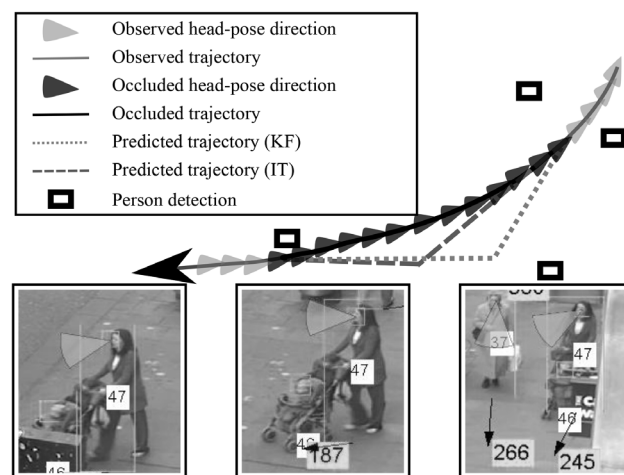 Observed head-pose direction
Observed trajectory
Occluded head-pose direction
Occluded trajectory
Predicted trajectory (KF)
Predicted trajectory (IT)
Person detection
47
46
47
187
37
47
46
266
245